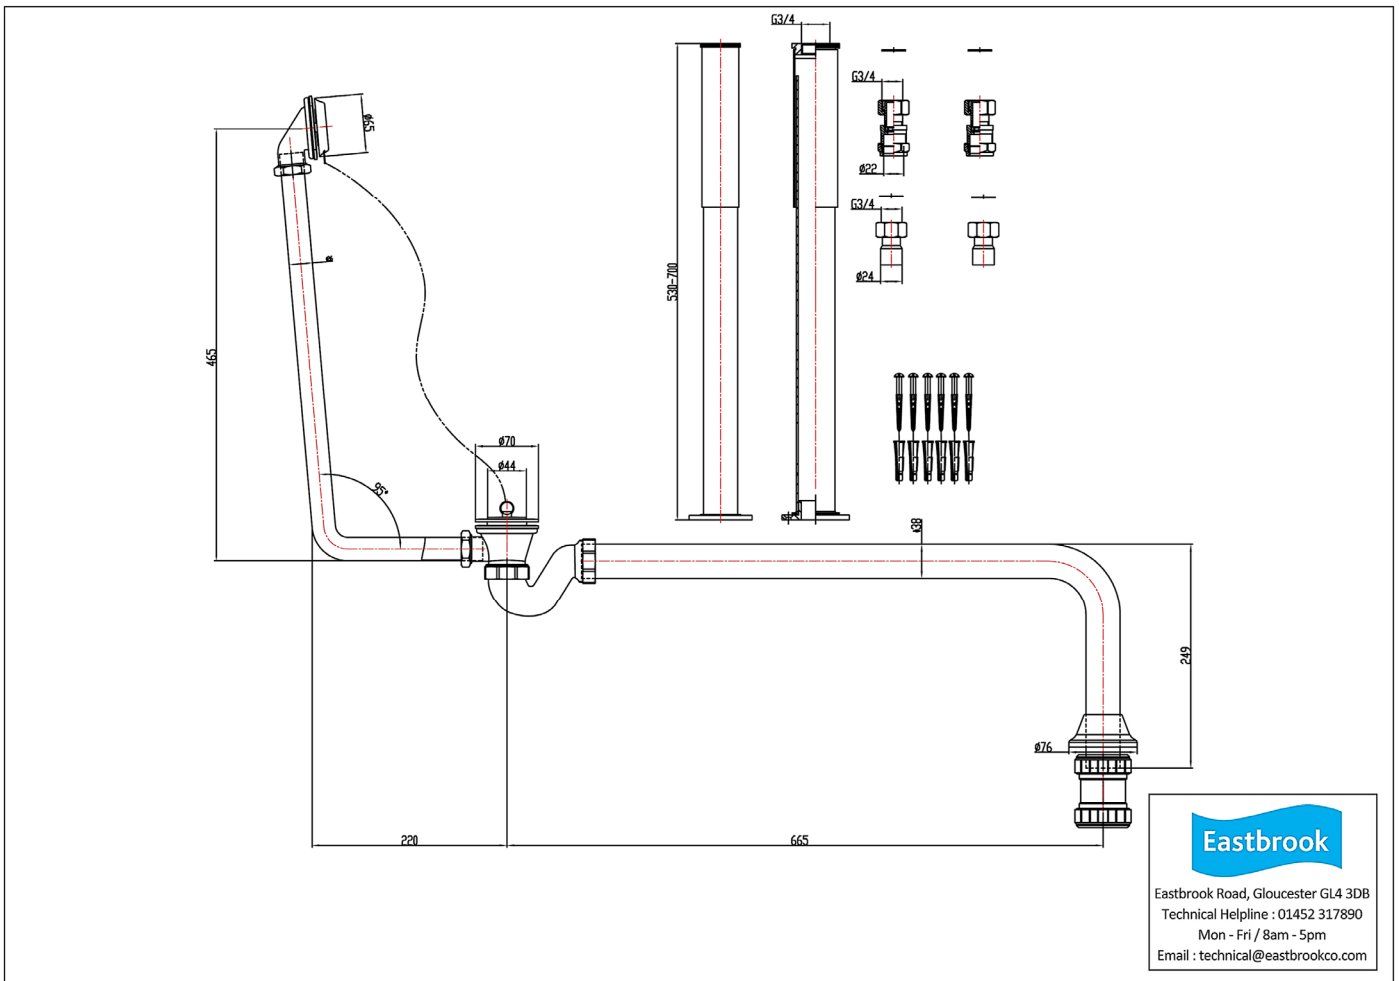 G3/4
G3/4
Ø65
Ø22
G3/4
Ø24
530-700
465
Ø70
Ø44
95°
Ø38
249
Ø76
220
665
Eastbrook
Eastbrook Road, Gloucester GL4 3DB
Technical Helpline : 01452 317890
Mon - Fri / 8am - 5pm
Email : technical@eastbrookco.com